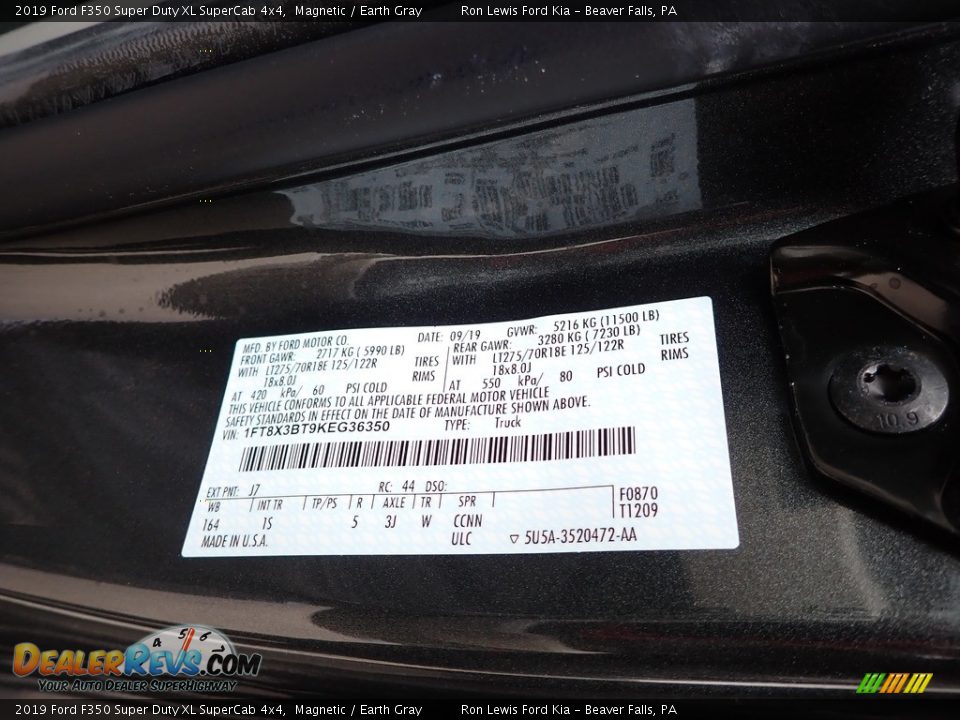 2019 Ford F350 Super Duty XL SuperCab 4x4, Magnetic / Earth Gray Ron Lewis Ford Kia - Beaver Falls, PA
MFD. BY FORD MOTOR CO. DATE: 09/19 GVWR: 5216 KG (11500 LB)
FRONT GAWR: 2717 KG ( 5990 LB) REAR GAWR: 3280 KG ( 7230 LB)
WITH LT275/70R18E 125/122R TIRES WITH LT275/70R18E 125/122R TIRES
18x8.0J RIMS 18x8.0J RIMS
AT 420 kPa/ 60 PSI COLD AT 550 kPa/ 80 PSI COLD
THIS VEHICLE CONFORMS TO ALL APPLICABLE FEDERAL MOTOR VEHICLE
SAFETY STANDARDS IN EFFECT ON THE DATE OF MANUFACTURE SHOWN ABOVE.
VIN: 1FT8X3BT9KEG36350 TYPE: Truck
EXT PNT: J7 RC: 44 DSO:
WB INT TR TP/PS R AXLE TR SPR F0870
T1209
164 TS 5 3J W CCNN
MADE IN U.S.A. ULC ▽ 5U5A-3520472-AA
10.9
4 5 6
DEALERREVS.COM
YOUR AUTO DEALER SUPERHIGHWAY
2019 Ford F350 Super Duty XL SuperCab 4x4, Magnetic / Earth Gray Ron Lewis Ford Kia - Beaver Falls, PA